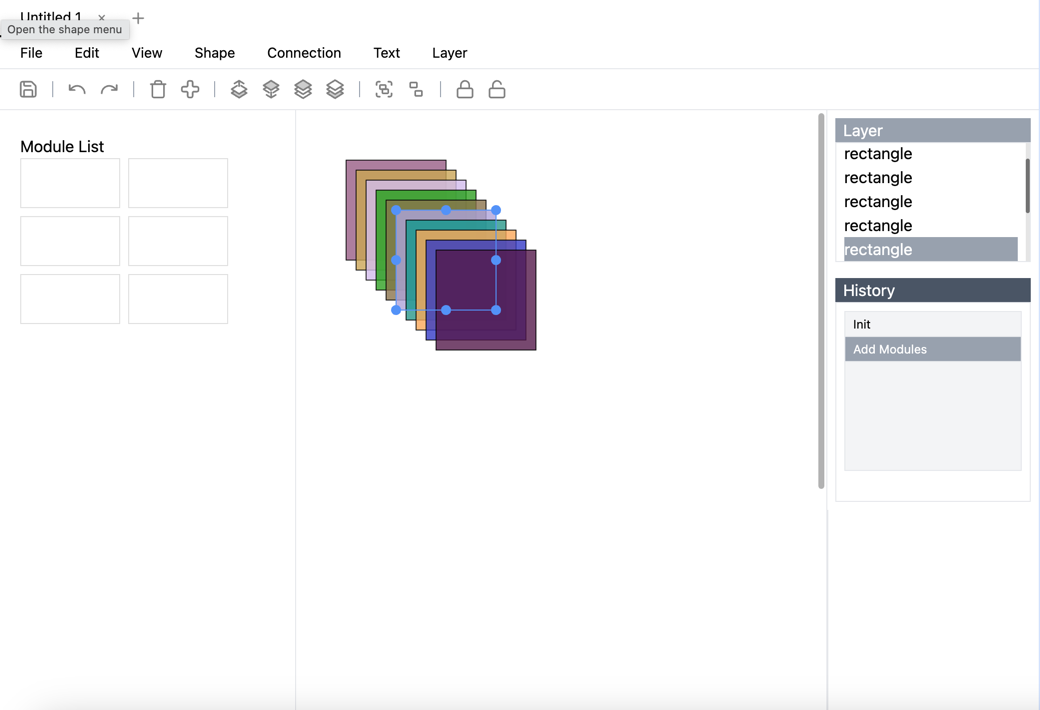 Untitled 1 × +
Open the shape menu
File Edit View Shape Connection Text Layer
Module List
Layer
rectangle
rectangle
rectangle
rectangle
rectangle
History
Init
Add Modules